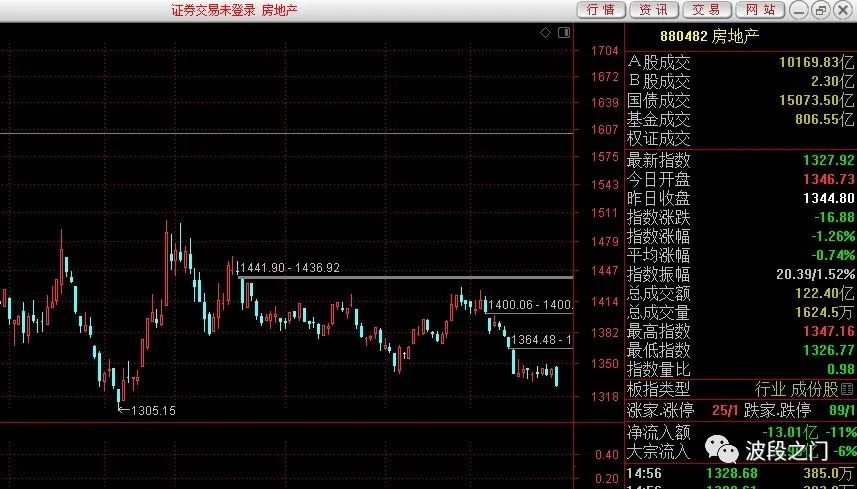 证券交易未登录 房地产 行情 资讯 交易 网站
880482 房地产
A股成交 10169.83亿
B股成交 2.30亿
国债成交 15073.50亿
基金成交 806.55亿
权证成交
最新指数 1327.92
今日开盘 1346.73
昨日收盘 1344.80
指数涨跌 -16.88
指数涨幅 -1.26%
平均涨幅 -0.74%
指数振幅 20.39/1.52%
总成交额 122.40亿
总成交量 1624.5万
最高指数 1347.16
最低指数 1326.77
指数量比 0.98
板指类型 行业 成份股
涨家.涨停 25/1 跌家.跌停 89/1
净流入额 -13.01亿 -11%
大宗流入 -6%
波段之门
14:56 1328.68 385.0万
14:56
1704
1672
1639
1607
1575
1543
1511
1479
1447
1414
1382
1350
1318
0.40
0.20
1441.90 - 1436.92
1400.06 - 1400.
1364.48 - 1
1305.15